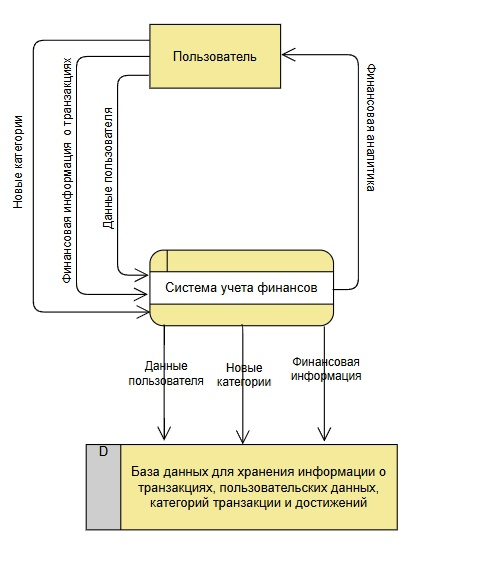 Пользователь
Новые категории
Финансовая информация о транзакциях
Данные пользователя
Финансовая аналитика
Система учета финансов
Данные
пользователя
Новые
категории
Финансовая
информация
D
База данных для хранения информации о
транзакциях, пользовательских данных,
категорий транзакции и достижений